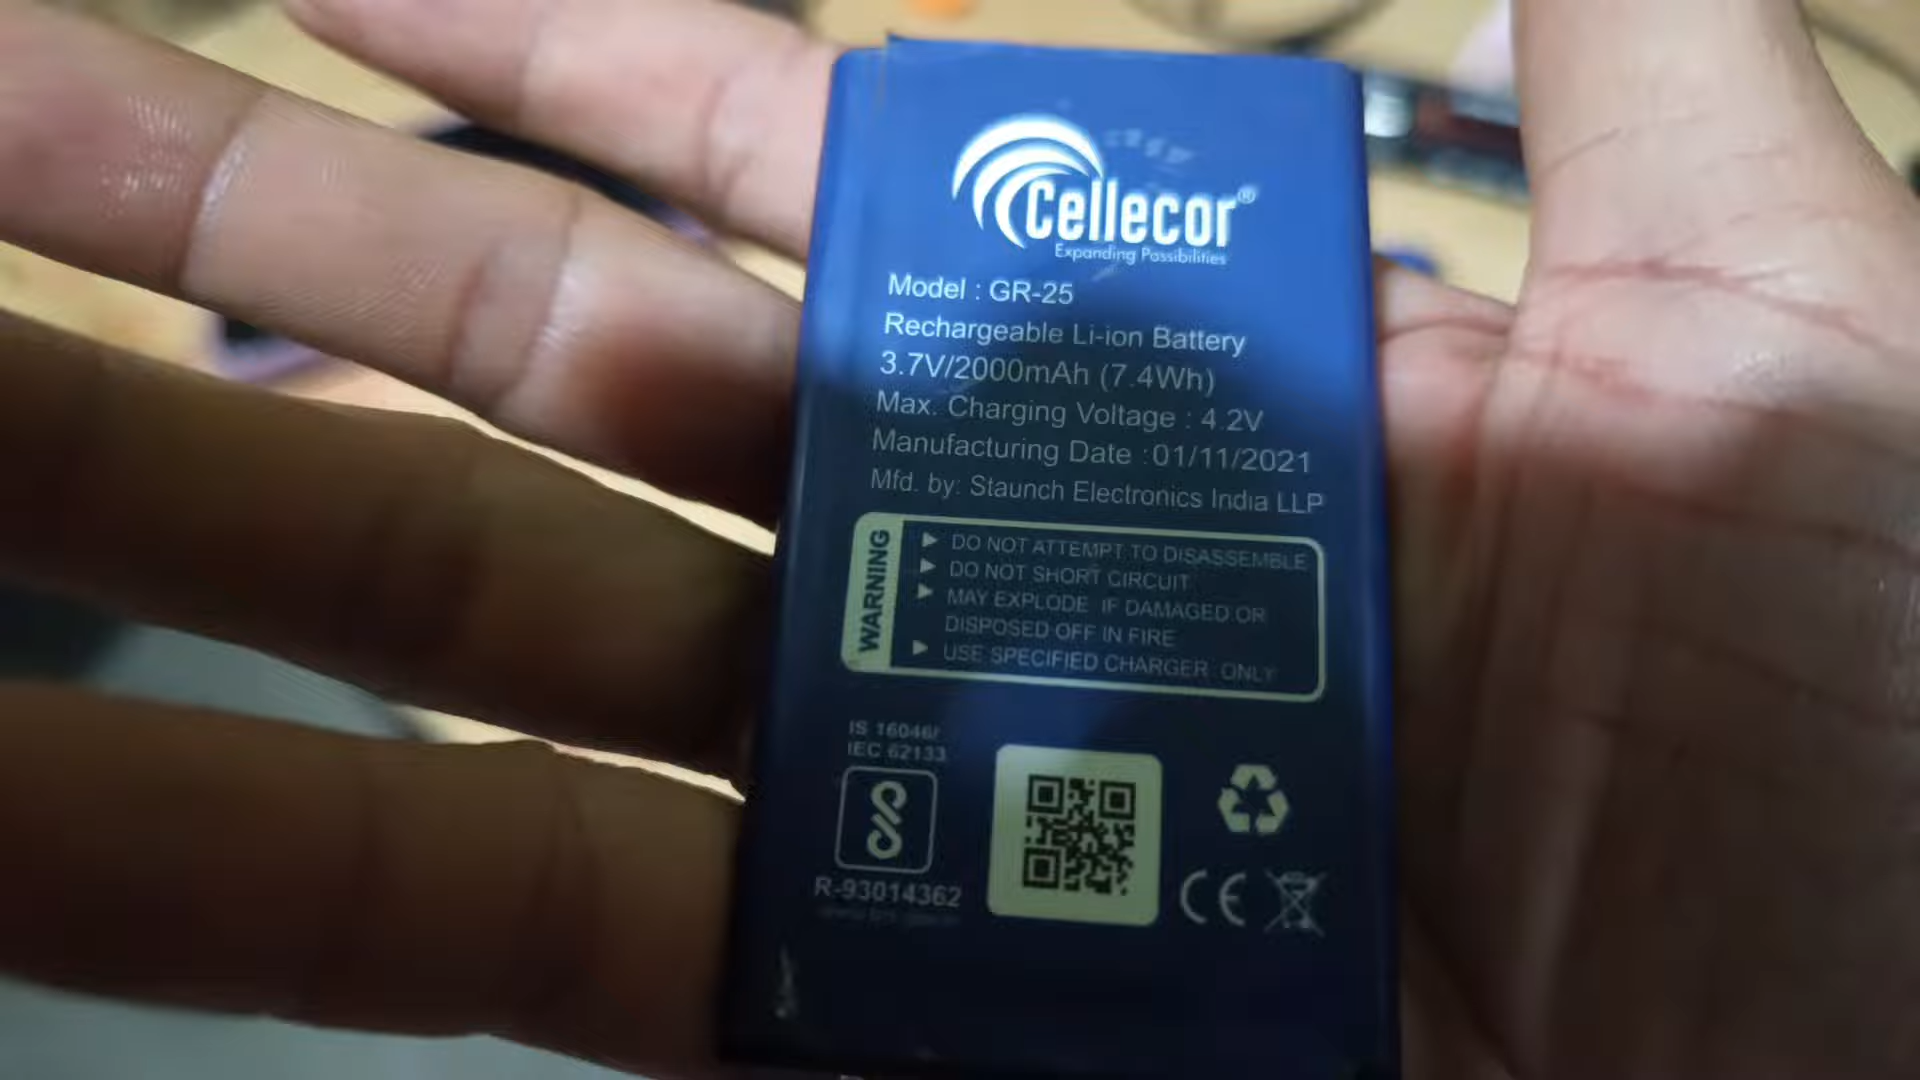 Cellecor®
Expanding Possibilities
Model : GR-25
Rechargeable Li-ion Battery
3.7V/2000mAh (7.4Wh)
Max. Charging Voltage : 4.2V
Manufacturing Date :01/11/2021
Mfd. by: Staunch Electronics India LLP
WARNING
DO NOT ATTEMPT TO DISASSEMBLE
DO NOT SHORT CIRCUIT
MAY EXPLODE IF DAMAGED OR
DISPOSED OFF IN FIRE
USE SPECIFIED CHARGER ONLY
IS 16046/
IEC 62133
R-93014362
CE